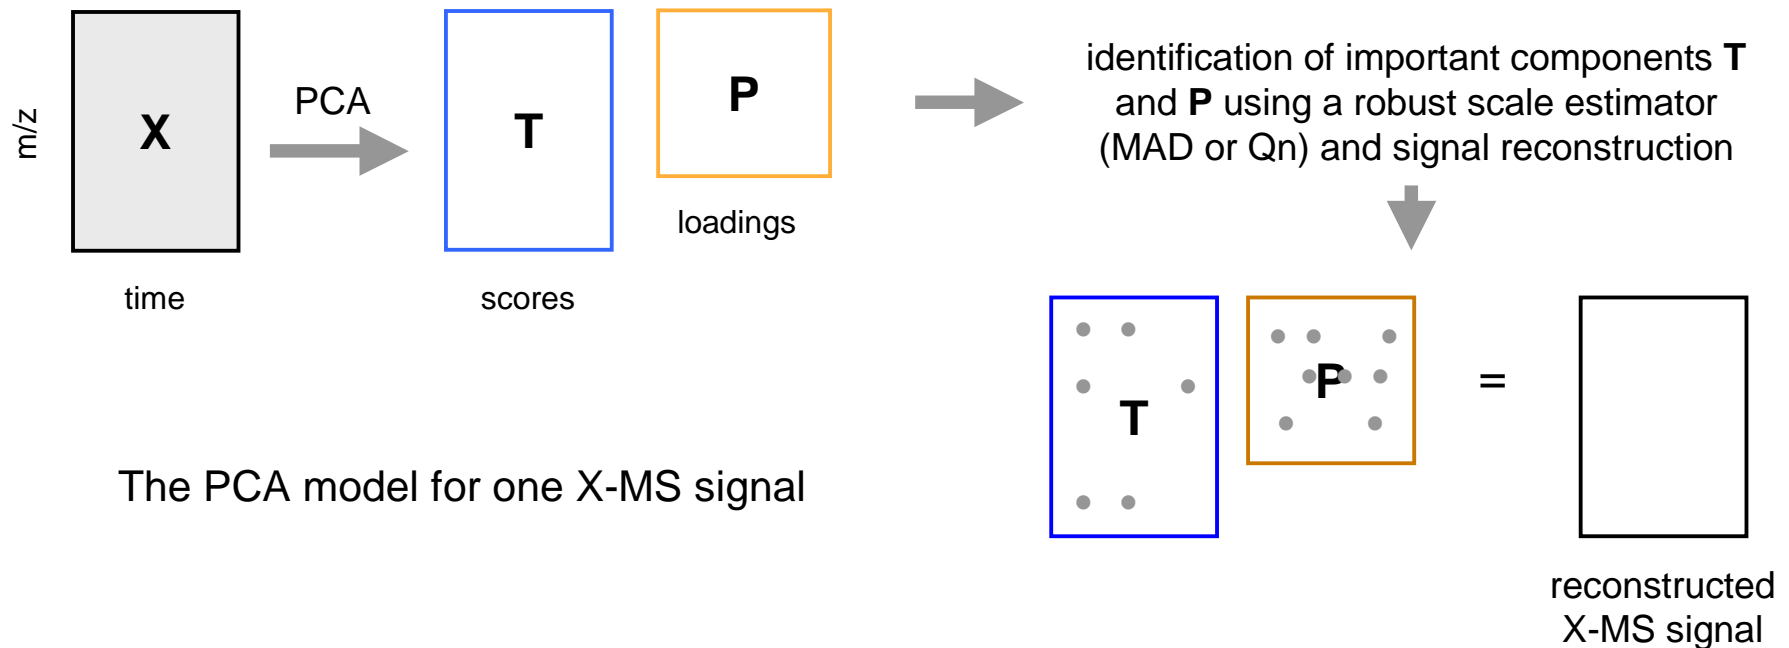 m/z
X
time
PCA
T
scores
P
loadings
identification of important components T
and P using a robust scale estimator
(MAD or Qn) and signal reconstruction
T
P
=
reconstructed
X-MS signal
The PCA model for one X-MS signal